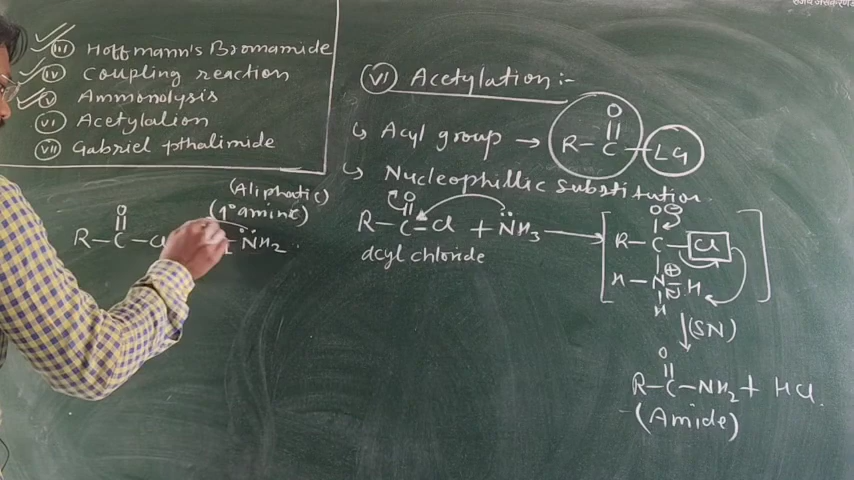 (iii) Hoffmann's Bromamide
(iv) Coupling reaction
(v) Ammonolysis
(vi) Acetylation
(vii) Gabriel pthalimide
(vi) Acetylation :-
↳ Acyl group → R-C-LG
O
↳ Nucleophillic substitution
(Aliphatic)
(1° amine)
O
R-C-Cl
NH₂
O
R-C=Cl + N̈H₃ →
acyl chloride
O⊖
R-C-Cl
H-N⊕-H
H
↓ (SN)
O
R-C-NH₂ + HCl.
(Amide)